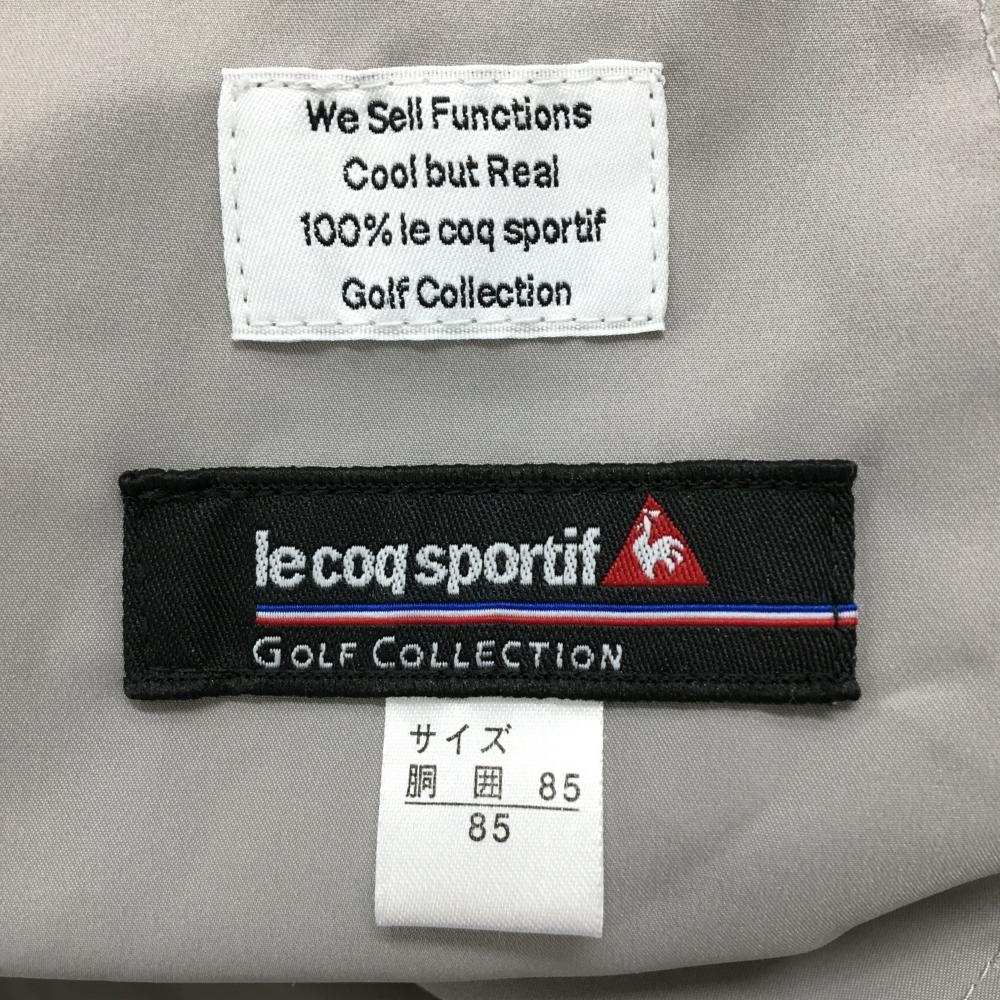 We Sell Functions
Cool but Real
100% le coq sportif
Golf Collection
le coq sportif
GOLF COLLECTION
サイズ
胴 囲 85
85